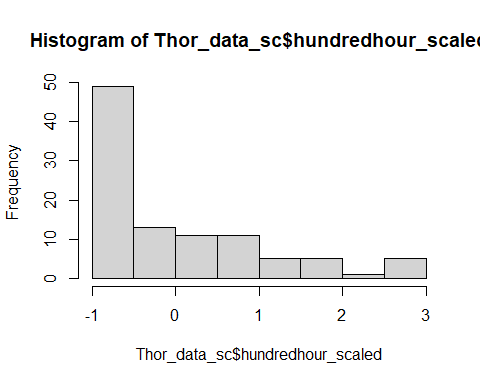 Histogram of Thor_data_sc$hundredhour_scaled
50
40
30
20
10
0
Frequency
-1 0 1 2 3
Thor_data_sc$hundredhour_scaled